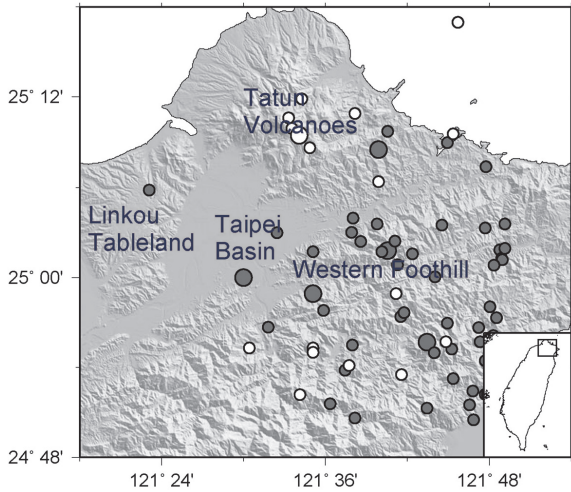 25° 12'
Tatun
Volcanoes
Linkou
Tableland
Taipei
Basin
25° 00'
Western Foothill
24° 48'
121° 24'
121° 36'
121° 48'